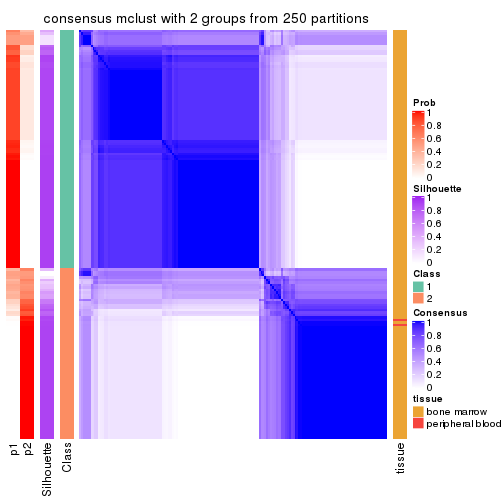 consensus mclust with 2 groups from 250 partitions
Prob
1
0.8
0.6
0.4
0.2
0
Silhouette
1
0.8
0.6
0.4
0.2
0
Class
1
2
Consensus
1
0.8
0.6
0.4
0.2
0
tissue
bone marrow
peripheral blood
p1
p2
Silhouette
Class
tissue